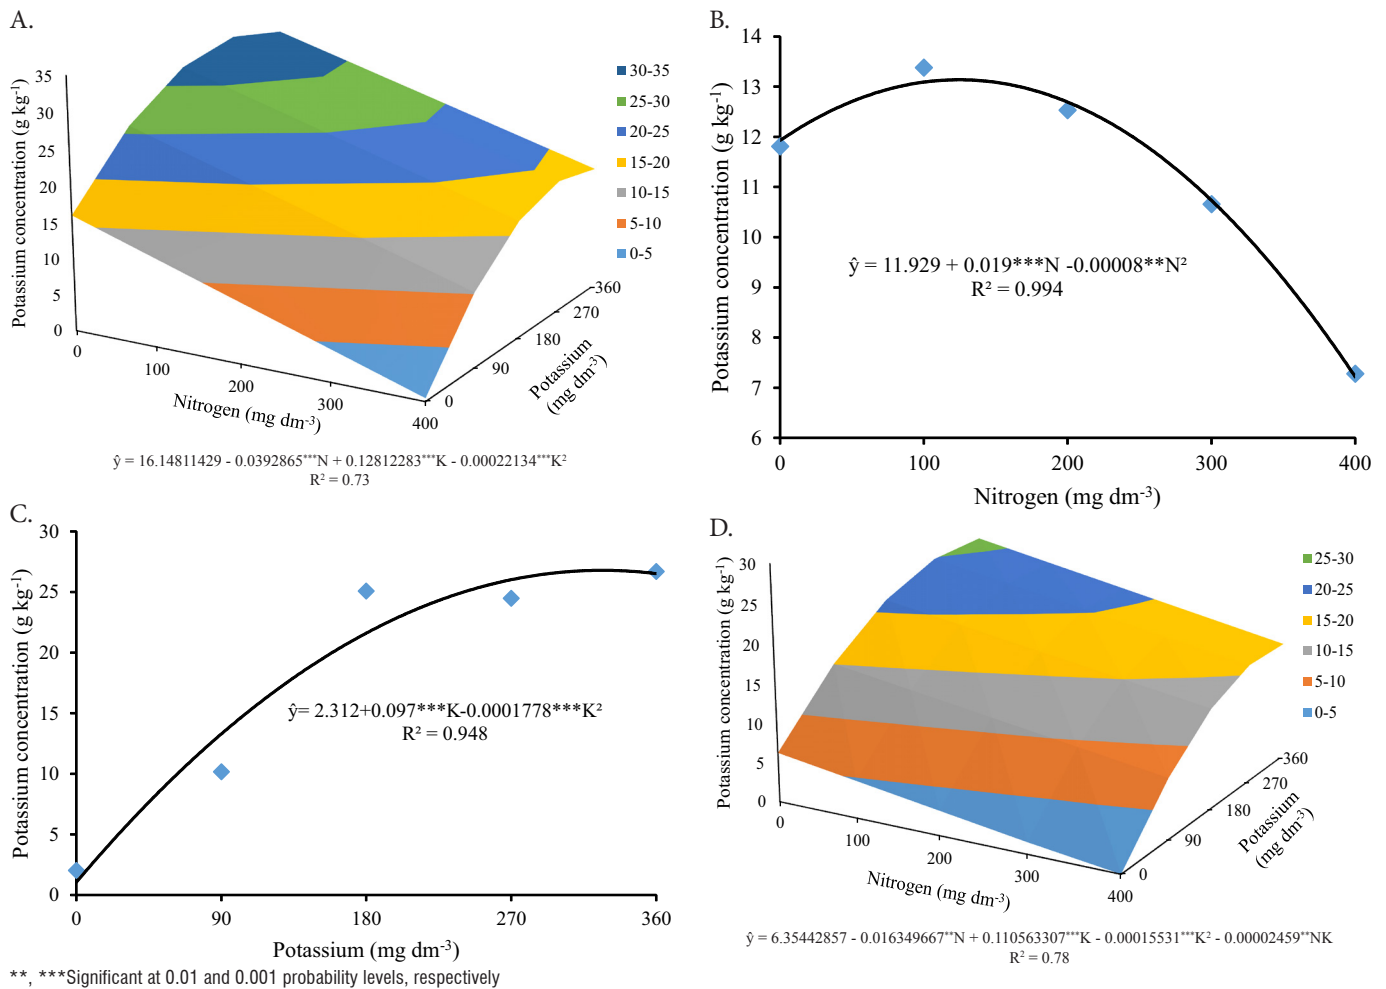 A.
Potassium concentration (g kg⁻¹)
35
30
25
20
15
10
5
0
0
100
200
300
400
Nitrogen (mg dm⁻³)
0
90
180
270
360
Potassium
(mg dm⁻³)
30-35
25-30
20-25
15-20
10-15
5-10
0-5
ŷ = 16.14811429 - 0.0392865***N + 0.12812283***K - 0.00022134***K²
R² = 0.73
B.
Potassium concentration (g kg⁻¹)
14
13
12
11
10
9
8
7
6
ŷ = 11.929 + 0.019***N -0.00008**N²
R² = 0.994
0
100
200
300
400
Nitrogen (mg dm⁻³)
C.
Potassium concentration (g kg⁻¹)
30
25
20
15
10
5
0
ŷ= 2.312+0.097***K-0.0001778***K²
R² = 0.948
0
90
180
270
360
Potassium (mg dm⁻³)
D.
Potassium concentration (g kg⁻¹)
30
25
20
15
10
5
0
0
100
200
300
400
Nitrogen (mg dm⁻³)
0
90
180
270
360
Potassium
(mg dm⁻³)
25-30
20-25
15-20
10-15
5-10
0-5
ŷ = 6.35442857 - 0.016349667**N + 0.110563307***K - 0.00015531***K² - 0.00002459**NK
R² = 0.78
**, ***Significant at 0.01 and 0.001 probability levels, respectively